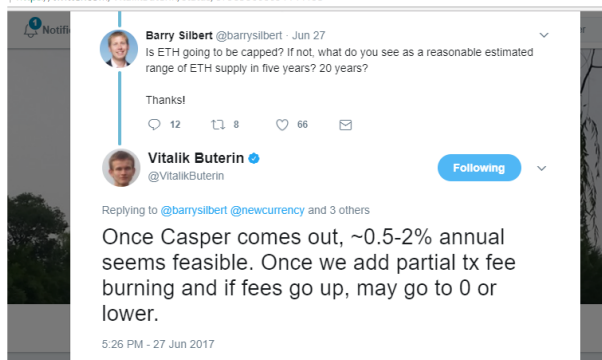 Notifi
Barry Silbert @barrysilbert · Jun 27
Is ETH going to be capped? If not, what do you see as a reasonable estimated
range of ETH supply in five years? 20 years?
Thanks!
12 8 66
Vitalik Buterin
@VitalikButerin
Following
Replying to @barrysilbert @newcurrency and 3 others
Once Casper comes out, ~0.5-2% annual
seems feasible. Once we add partial tx fee
burning and if fees go up, may go to 0 or
lower.
5:26 PM - 27 Jun 2017